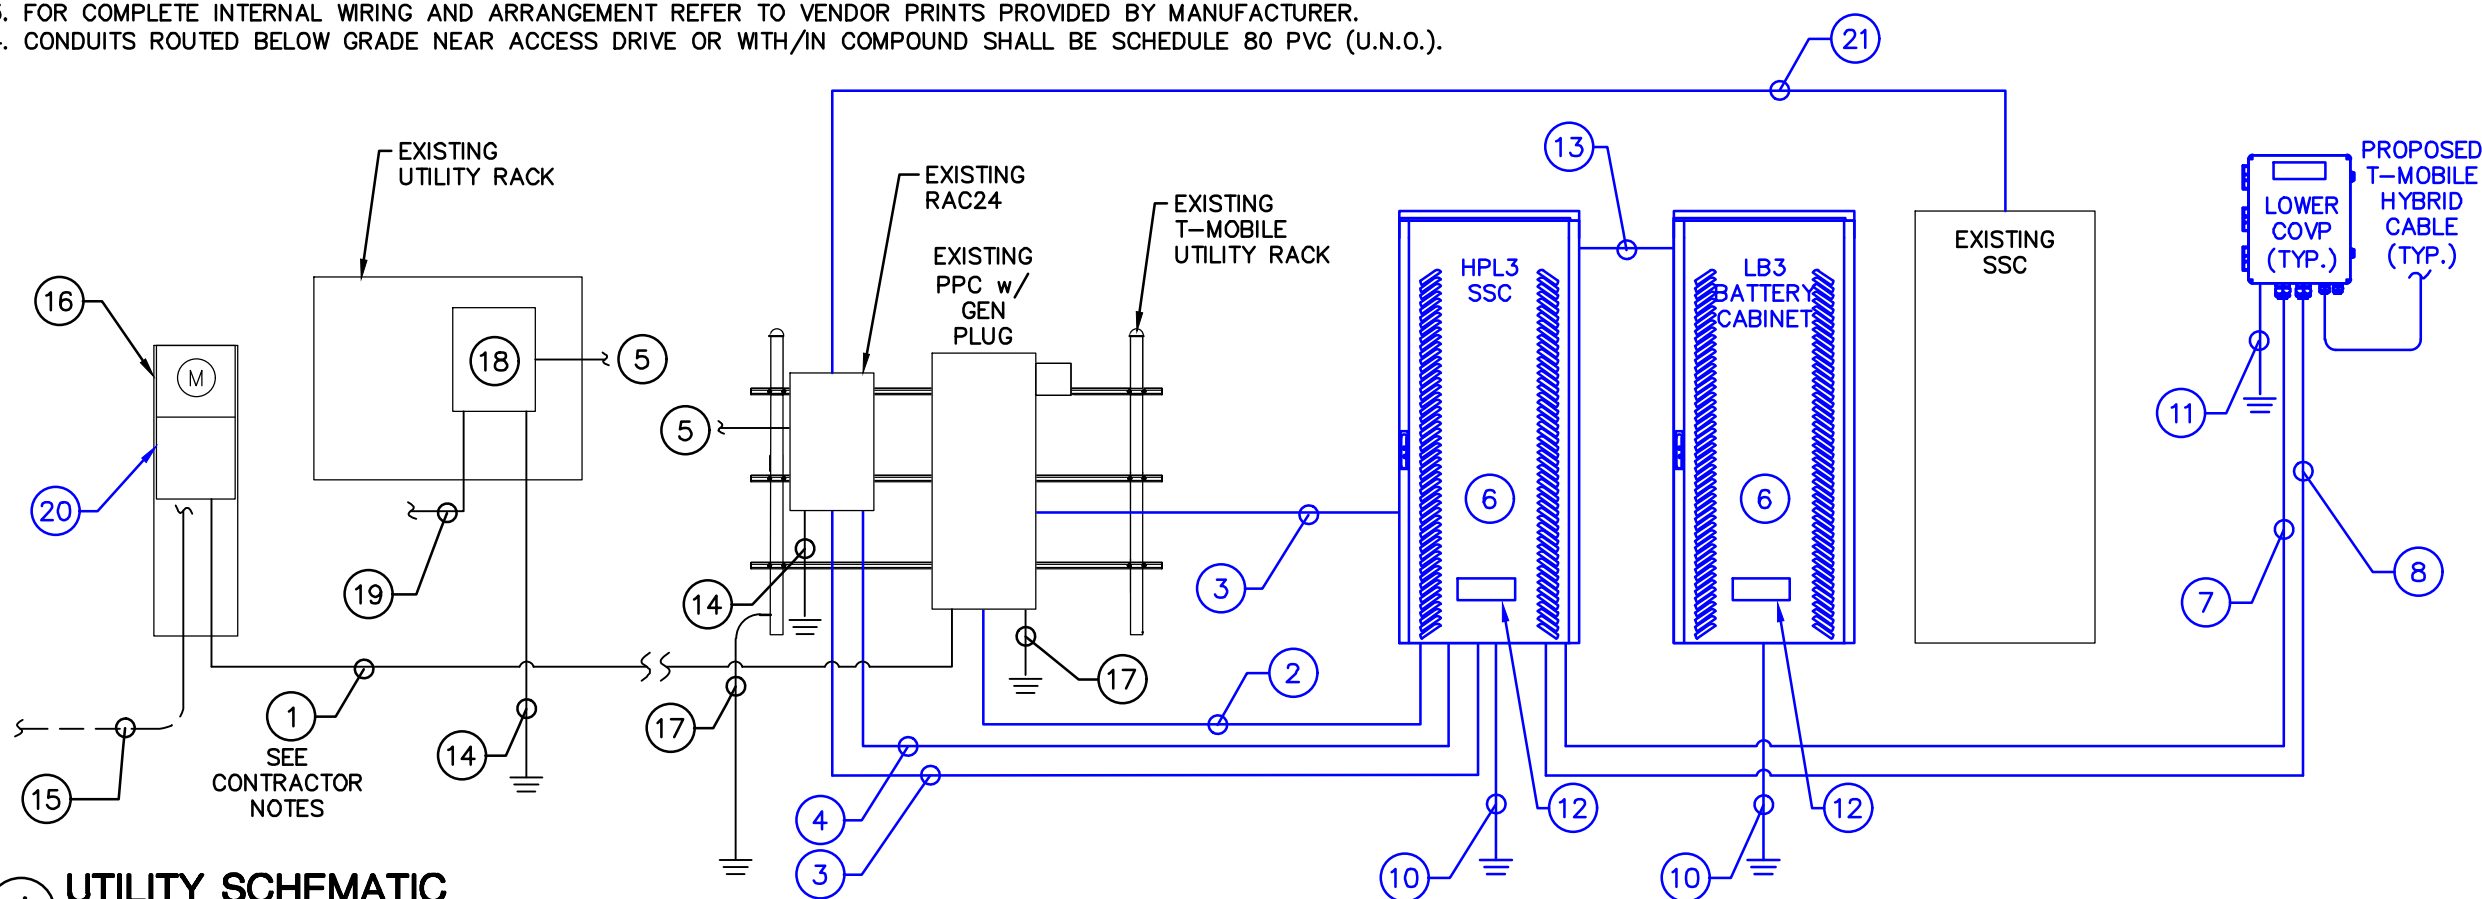 . FOR COMPLETE INTERNAL WIRING AND ARRANGEMENT REFER TO VENDOR PRINTS PROVIDED BY MANUFACTURER.
. CONDUITS ROUTED BELOW GRADE NEAR ACCESS DRIVE OR WITH/IN COMPOUND SHALL BE SCHEDULE 80 PVC (U.N.O.).
21
13
EXISTING
UTILITY RACK
EXISTING
RAC24
EXISTING
T-MOBILE
UTILITY RACK
EXISTING
PPC w/
GEN
PLUG
HPL3
SSC
LB3
BATTERY
CABINET
EXISTING
SSC
LOWER
COVP
(TYP.)
PROPOSED
T-MOBILE
HYBRID
CABLE
(TYP.)
16
M
18
5
5
20
6
6
11
19
14
3
7
8
1
SEE
CONTRACTOR
NOTES
14
17
17
2
15
4
3
12
12
10
10
UTILITY SCHEMATIC